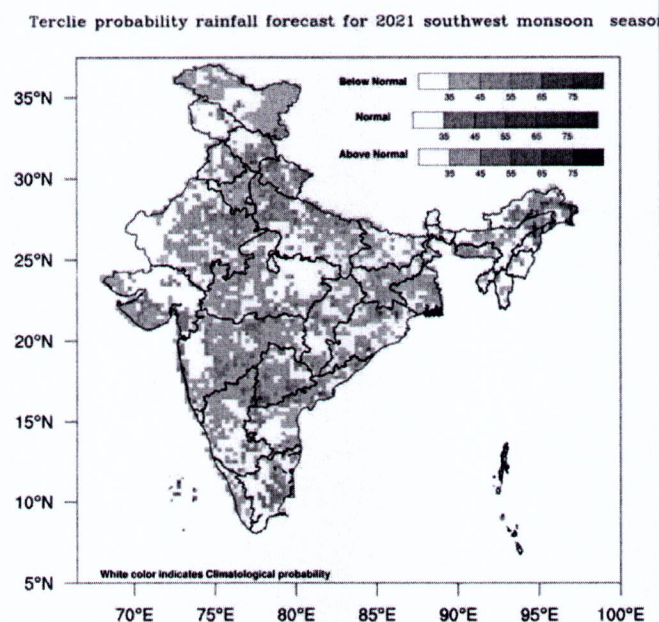 Terclie probability rainfall forecast for 2021 southwest monsoon seaso
Below Normal
35 45 55 65 75
Normal
35 45 55 65 75
Above Normal
35 45 55 65 75
35°N
30°N
25°N
20°N
15°N
10°N
5°N
White color indicates Climatological probability
70°E 75°E 80°E 85°E 90°E 95°E 100°E